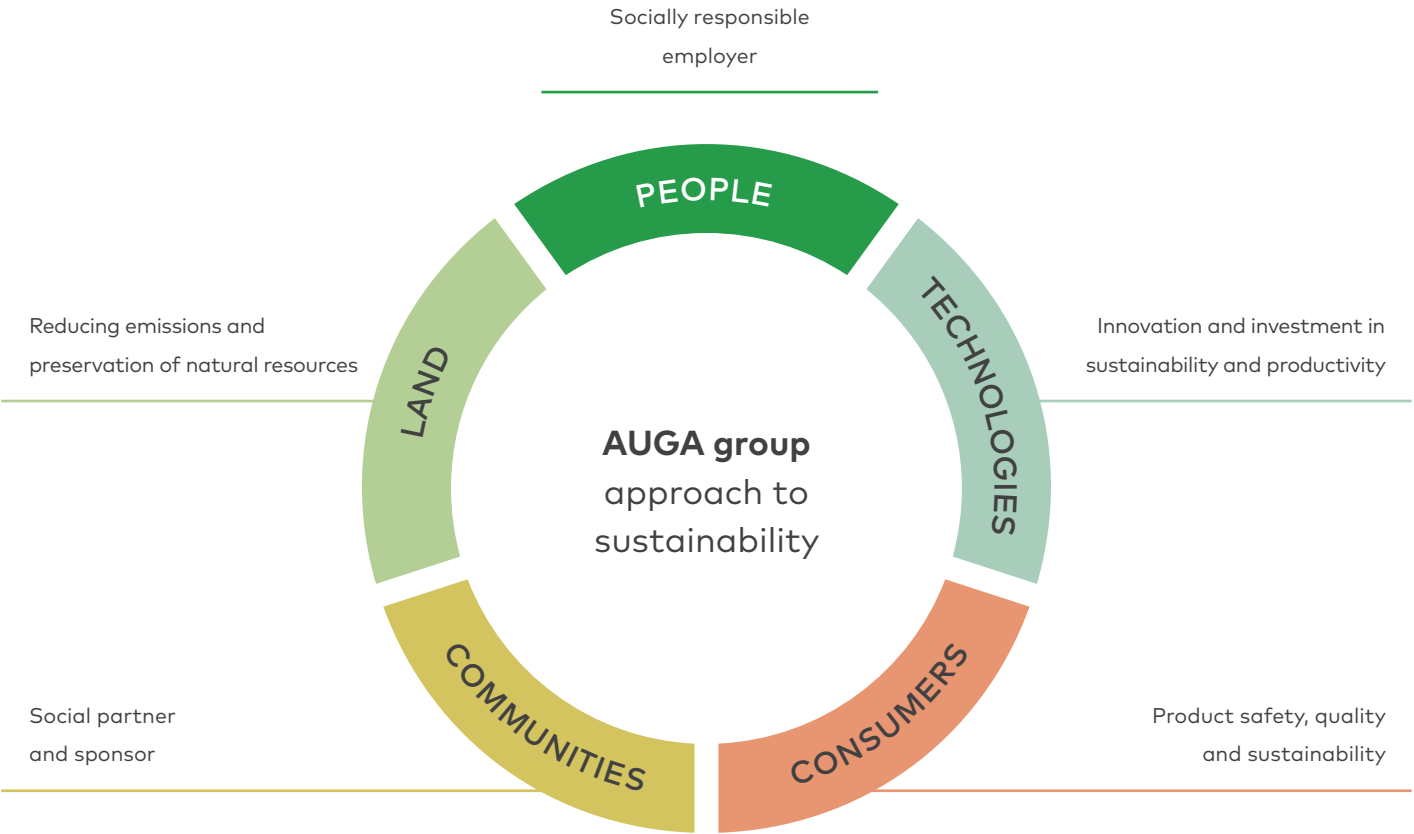 Socially responsible
employer
PEOPLE
TECHNOLOGIES
Innovation and investment in
sustainability and productivity
CONSUMERS
Product safety, quality
and sustainability
COMMUNITIES
Social partner
and sponsor
LAND
Reducing emissions and
preservation of natural resources
AUGA group
approach to
sustainability